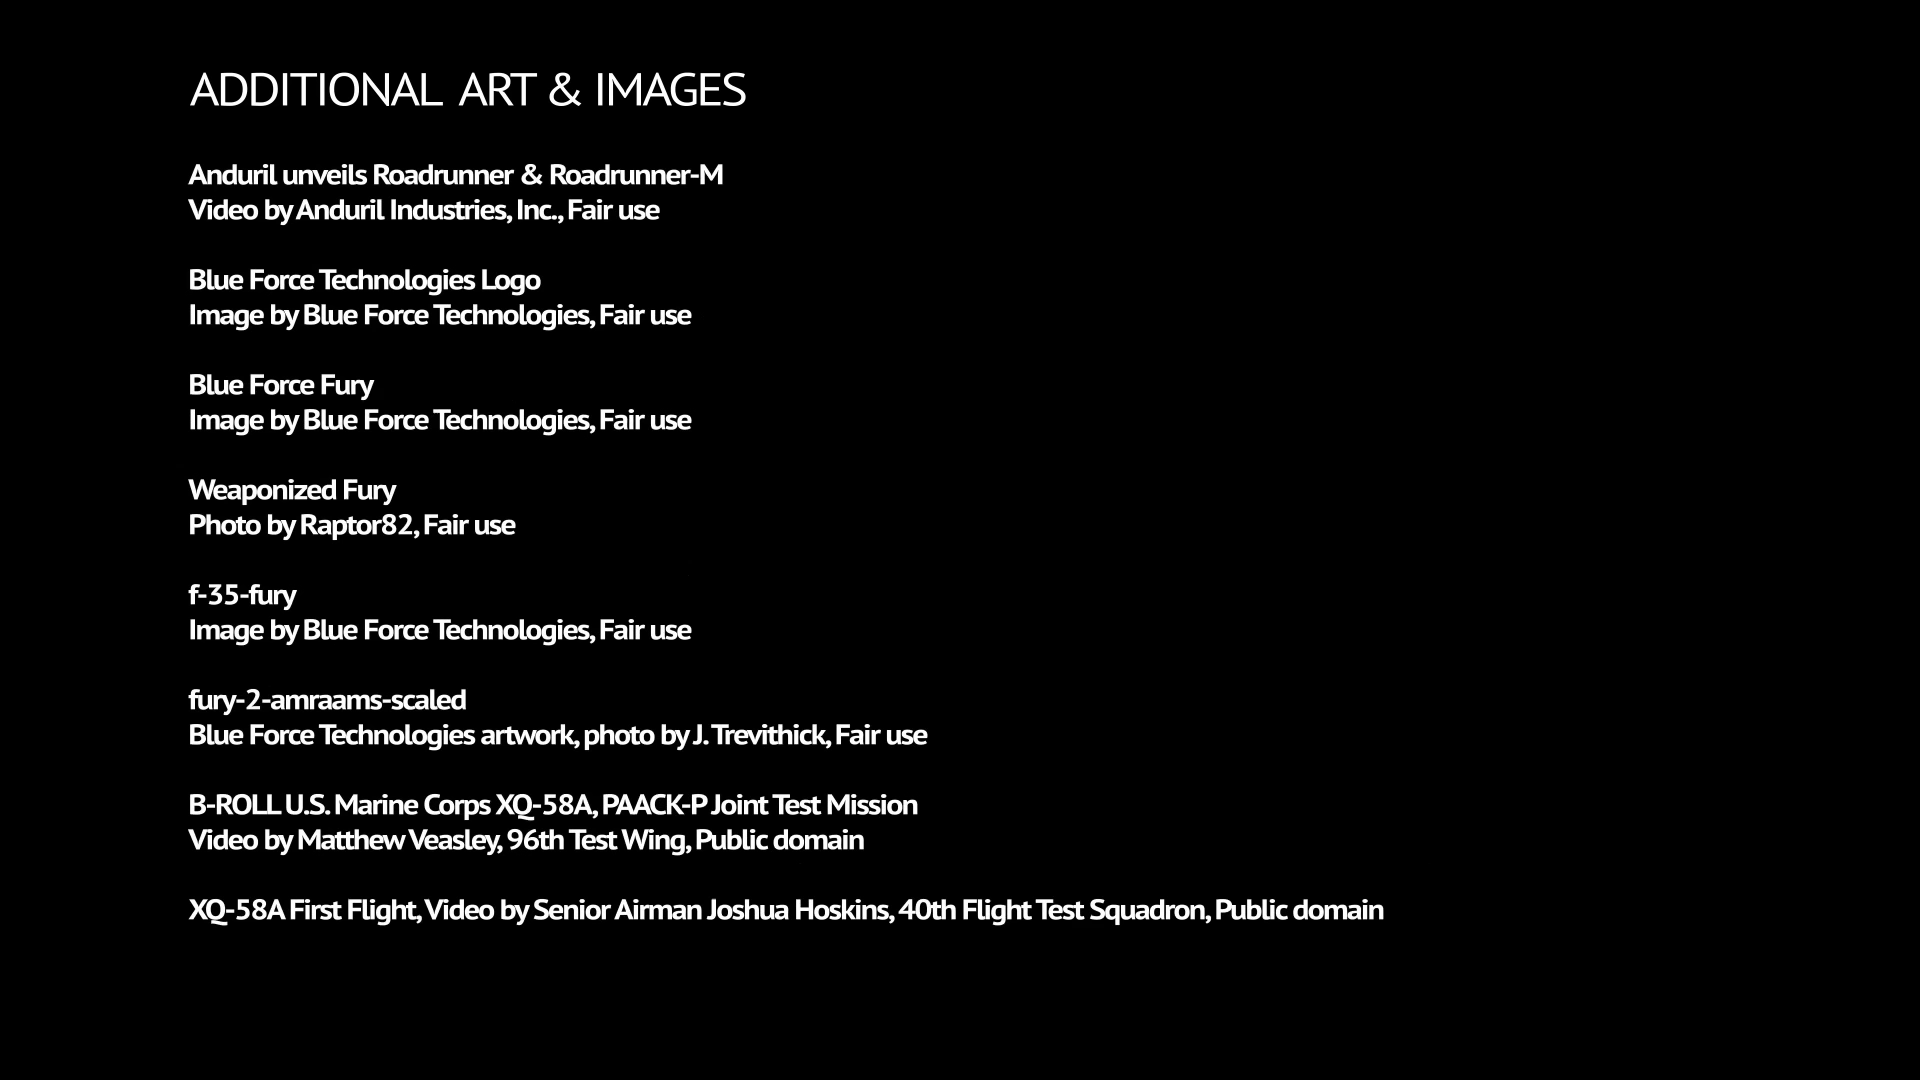 ADDITIONAL ART & IMAGES
Anduril unveils Roadrunner & Roadrunner-M
Video by Anduril Industries, Inc., Fair use
Blue Force Technologies Logo
Image by Blue Force Technologies, Fair use
Blue Force Fury
Image by Blue Force Technologies, Fair use
Weaponized Fury
Photo by Raptor82, Fair use
f-35-fury
Image by Blue Force Technologies, Fair use
fury-2-amraams-scaled
Blue Force Technologies artwork, photo by J. Trevithick, Fair use
B-ROLL U.S. Marine Corps XQ-58A, PAACK-P Joint Test Mission
Video by Matthew Veasley, 96th Test Wing, Public domain
XQ-58A First Flight, Video by Senior Airman Joshua Hoskins, 40th Flight Test Squadron, Public domain